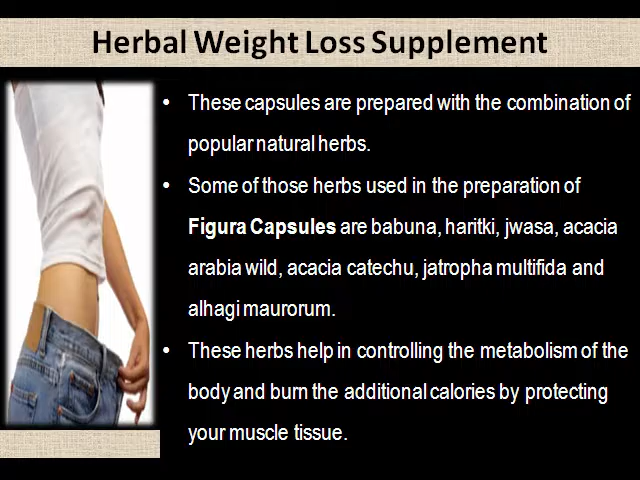 Herbal Weight Loss Supplement
• These capsules are prepared with the combination of
popular natural herbs.
• Some of those herbs used in the preparation of
Figura Capsules are babuna, haritki, jwasa, acacia
arabia wild, acacia catechu, jatropha multifida and
alhagi maurorum.
• These herbs help in controlling the metabolism of the
body and burn the additional calories by protecting
your muscle tissue.